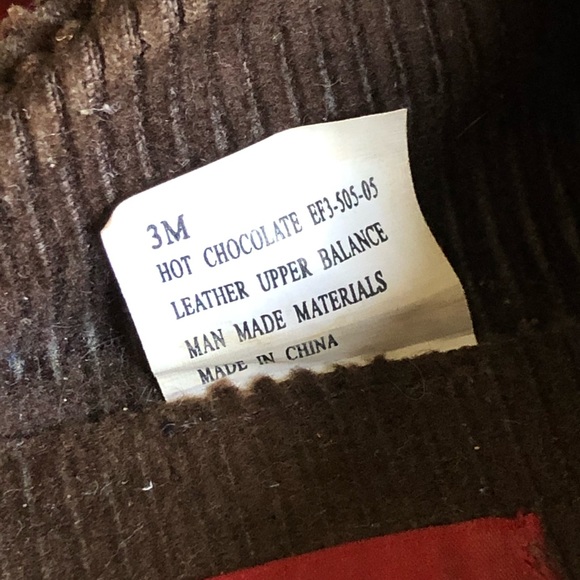 3M
HOT CHOCOLATE EF3-505-05
LEATHER UPPER BALANCE
MAN MADE MATERIALS
MADE IN CHINA